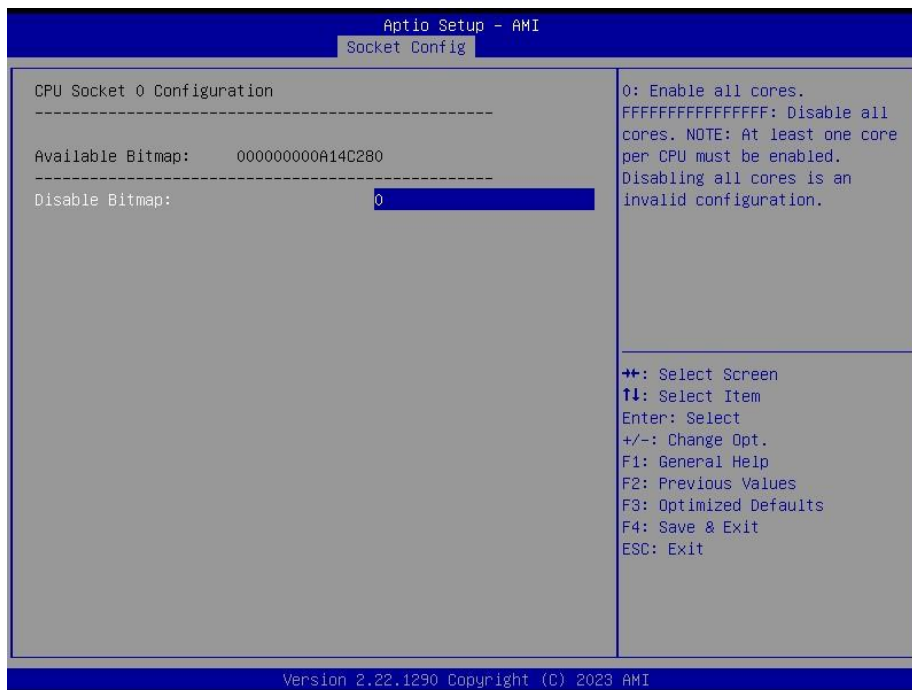 Aptio Setup - AMI
Socket Config
CPU Socket 0 Configuration
--------------------------------------------------
Available Bitmap: 000000000A14C280
--------------------------------------------------
Disable Bitmap: 0
0: Enable all cores.
FFFFFFFFFFFFFFFF: Disable all
cores. NOTE: At least one core
per CPU must be enabled.
Disabling all cores is an
invalid configuration.
→←: Select Screen
↑↓: Select Item
Enter: Select
+/-: Change Opt.
F1: General Help
F2: Previous Values
F3: Optimized Defaults
F4: Save & Exit
ESC: Exit
Version 2.22.1290 Copyright (C) 2023 AMI